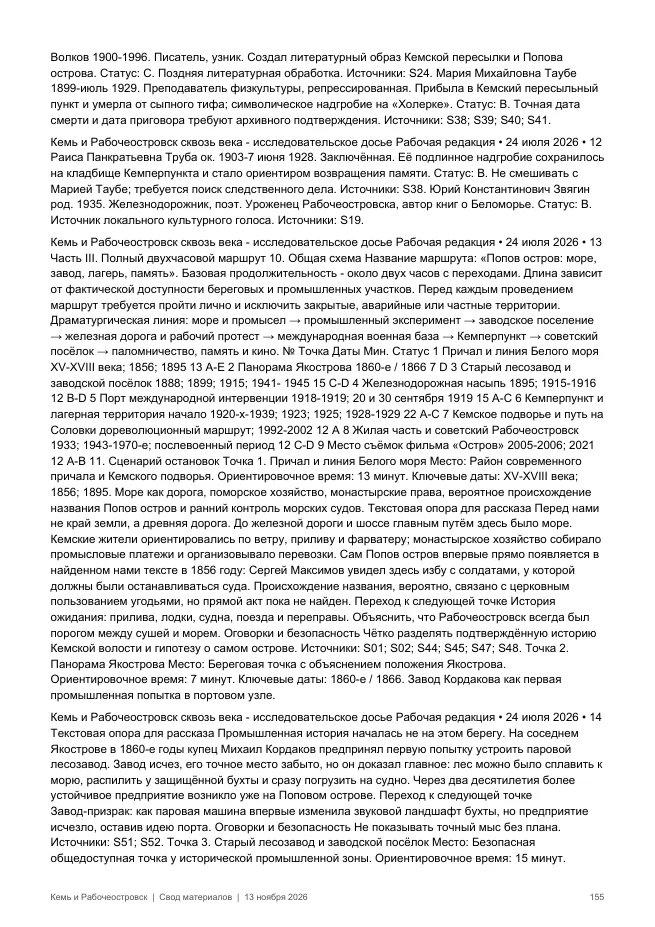 Волков 1900-1996. Писатель, узник. Создал литературный образ Кемской пересылки и Попова
острова. Статус: С. Поздняя литературная обработка. Источники: S24. Мария Михайловна Таубе
1899-июль 1929. Преподаватель физкультуры, репрессированная. Прибыла в Кемский пересыльный
пункт и умерла от сыпного тифа; символическое надгробие на «Холерке». Статус: В. Точная дата
смерти и дата приговора требуют архивного подтверждения. Источники: S38; S39; S40; S41.
Кемь и Рабочеостровск сквозь века - исследовательское досье Рабочая редакция • 24 июля 2026 • 12
Раиса Панкратьевна Труба ок. 1903-7 июня 1928. Заключённая. Её подлинное надгробие сохранилось
на кладбище Кемперпункта и стало ориентиром возвращения памяти. Статус: В. Не смешивать с
Марией Таубе; требуется поиск следственного дела. Источники: S38. Юрий Константинович Звягин
род. 1935. Железнодорожник, поэт. Уроженец Рабочеостровска, автор книг о Беломорье. Статус: В.
Источник локального культурного голоса. Источники: S19.
Кемь и Рабочеостровск сквозь века - исследовательское досье Рабочая редакция • 24 июля 2026 • 13
Часть III. Полный двухчасовой маршрут 10. Общая схема Название маршрута: «Попов остров: море,
завод, лагерь, память». Базовая продолжительность - около двух часов с переходами. Длина зависит
от фактической доступности береговых и промышленных участков. Перед каждым проведением
маршрут требуется пройти лично и исключить закрытые, аварийные или частные территории.
Драматургическая линия: море и промысел → промышленный эксперимент → заводское поселение
→ железная дорога и рабочий протест → международная военная база → Кемперпункт → советский
посёлок → паломничество, память и кино. № Точка Даты Мин. Статус 1 Причал и линия Белого моря
XV-XVIII века; 1856; 1895 13 A-E 2 Панорама Якострова 1860-е / 1866 7 D 3 Старый лесозавод и
заводской посёлок 1888; 1899; 1915; 1941- 1945 15 C-D 4 Железнодорожная насыпь 1895; 1915-1916
12 B-D 5 Порт международной интервенции 1918-1919; 20 и 30 сентября 1919 15 A-C 6 Кемперпункт и
лагерная территория начало 1920-х-1939; 1923; 1925; 1928-1929 22 A-C 7 Кемское подворье и путь на
Соловки дореволюционный маршрут; 1992-2002 12 A 8 Жилая часть и советский Рабочеостровск
1933; 1943-1970-е; послевоенный период 12 C-D 9 Место съёмок фильма «Остров» 2005-2006; 2021
12 A-B 11. Сценарий остановок Точка 1. Причал и линия Белого моря Место: Район современного
причала и Кемского подворья. Ориентировочное время: 13 минут. Ключевые даты: XV-XVIII века;
1856; 1895. Море как дорога, поморское хозяйство, монастырские права, вероятное происхождение
названия Попов остров и ранний контроль морских судов. Текстовая опора для рассказа Перед нами
не край земли, а древняя дорога. До железной дороги и шоссе главным путём здесь было море.
Кемские жители ориентировались по ветру, приливу и фарватеру; монастырское хозяйство собирало
промысловые платежи и организовывало перевозки. Сам Попов остров впервые прямо появляется в
найденном нами тексте в 1856 году: Сергей Максимов увидел здесь избу с солдатами, у которой
должны были останавливаться суда. Происхождение названия, вероятно, связано с церковным
пользованием угодьями, но прямой акт пока не найден. Переход к следующей точке История
ожидания: прилива, лодки, судна, поезда и переправы. Объяснить, что Рабочеостровск всегда был
порогом между сушей и морем. Оговорки и безопасность Чётко разделять подтверждённую историю
Кемской волости и гипотезу о самом острове. Источники: S01; S02; S44; S45; S47; S48. Точка 2.
Панорама Якострова Место: Береговая точка с объяснением положения Якострова.
Ориентировочное время: 7 минут. Ключевые даты: 1860-е / 1866. Завод Кордакова как первая
промышленная попытка в портовом узле.
Кемь и Рабочеостровск сквозь века - исследовательское досье Рабочая редакция • 24 июля 2026 • 14
Текстовая опора для рассказа Промышленная история началась не на этом берегу. На соседнем
Якострове в 1860-е годы купец Михаил Кордаков предпринял первую попытку устроить паровой
лесозавод. Завод исчез, его точное место забыто, но он доказал главное: лес можно было сплавить к
морю, распилить у защищённой бухты и сразу погрузить на судно. Через два десятилетия более
устойчивое предприятие возникло уже на Поповом острове. Переход к следующей точке
Завод-призрак: как паровая машина впервые изменила звуковой ландшафт бухты, но предприятие
исчезло, оставив идею порта. Оговорки и безопасность Не показывать точный мыс без плана.
Источники: S51; S52. Точка 3. Старый лесозавод и заводской посёлок Место: Безопасная
общедоступная точка у исторической промышленной зоны. Ориентировочное время: 15 минут.
Кемь и Рабочеостровск | Свод материалов | 13 ноября 2026
155